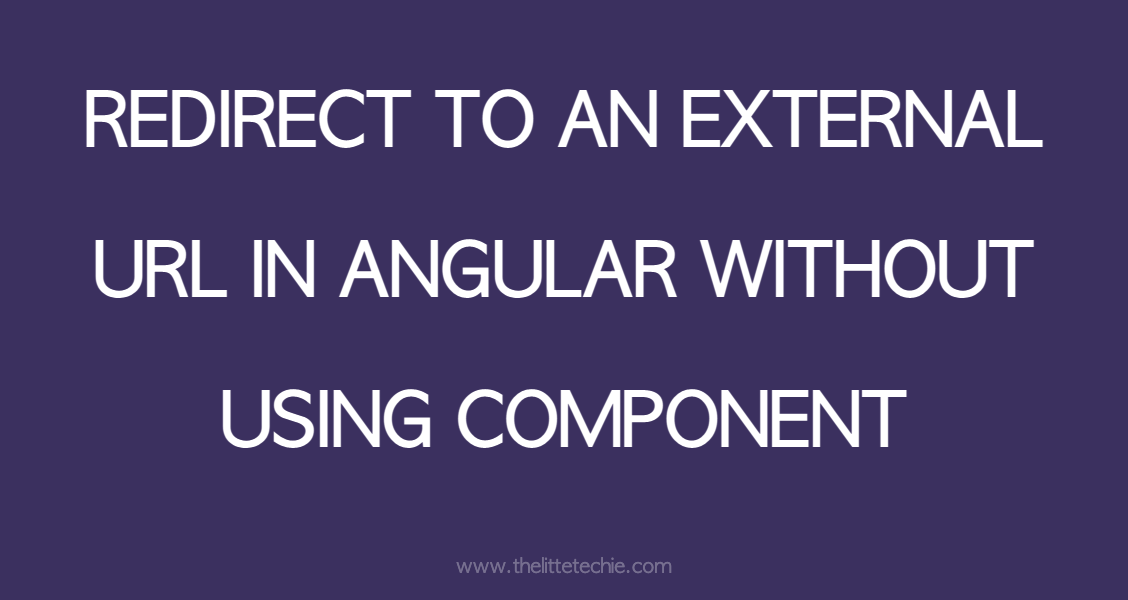 REDIRECT TO AN EXTERNAL
URL IN ANGULAR WITHOUT
USING COMPONENT
www.thelittetechie.com